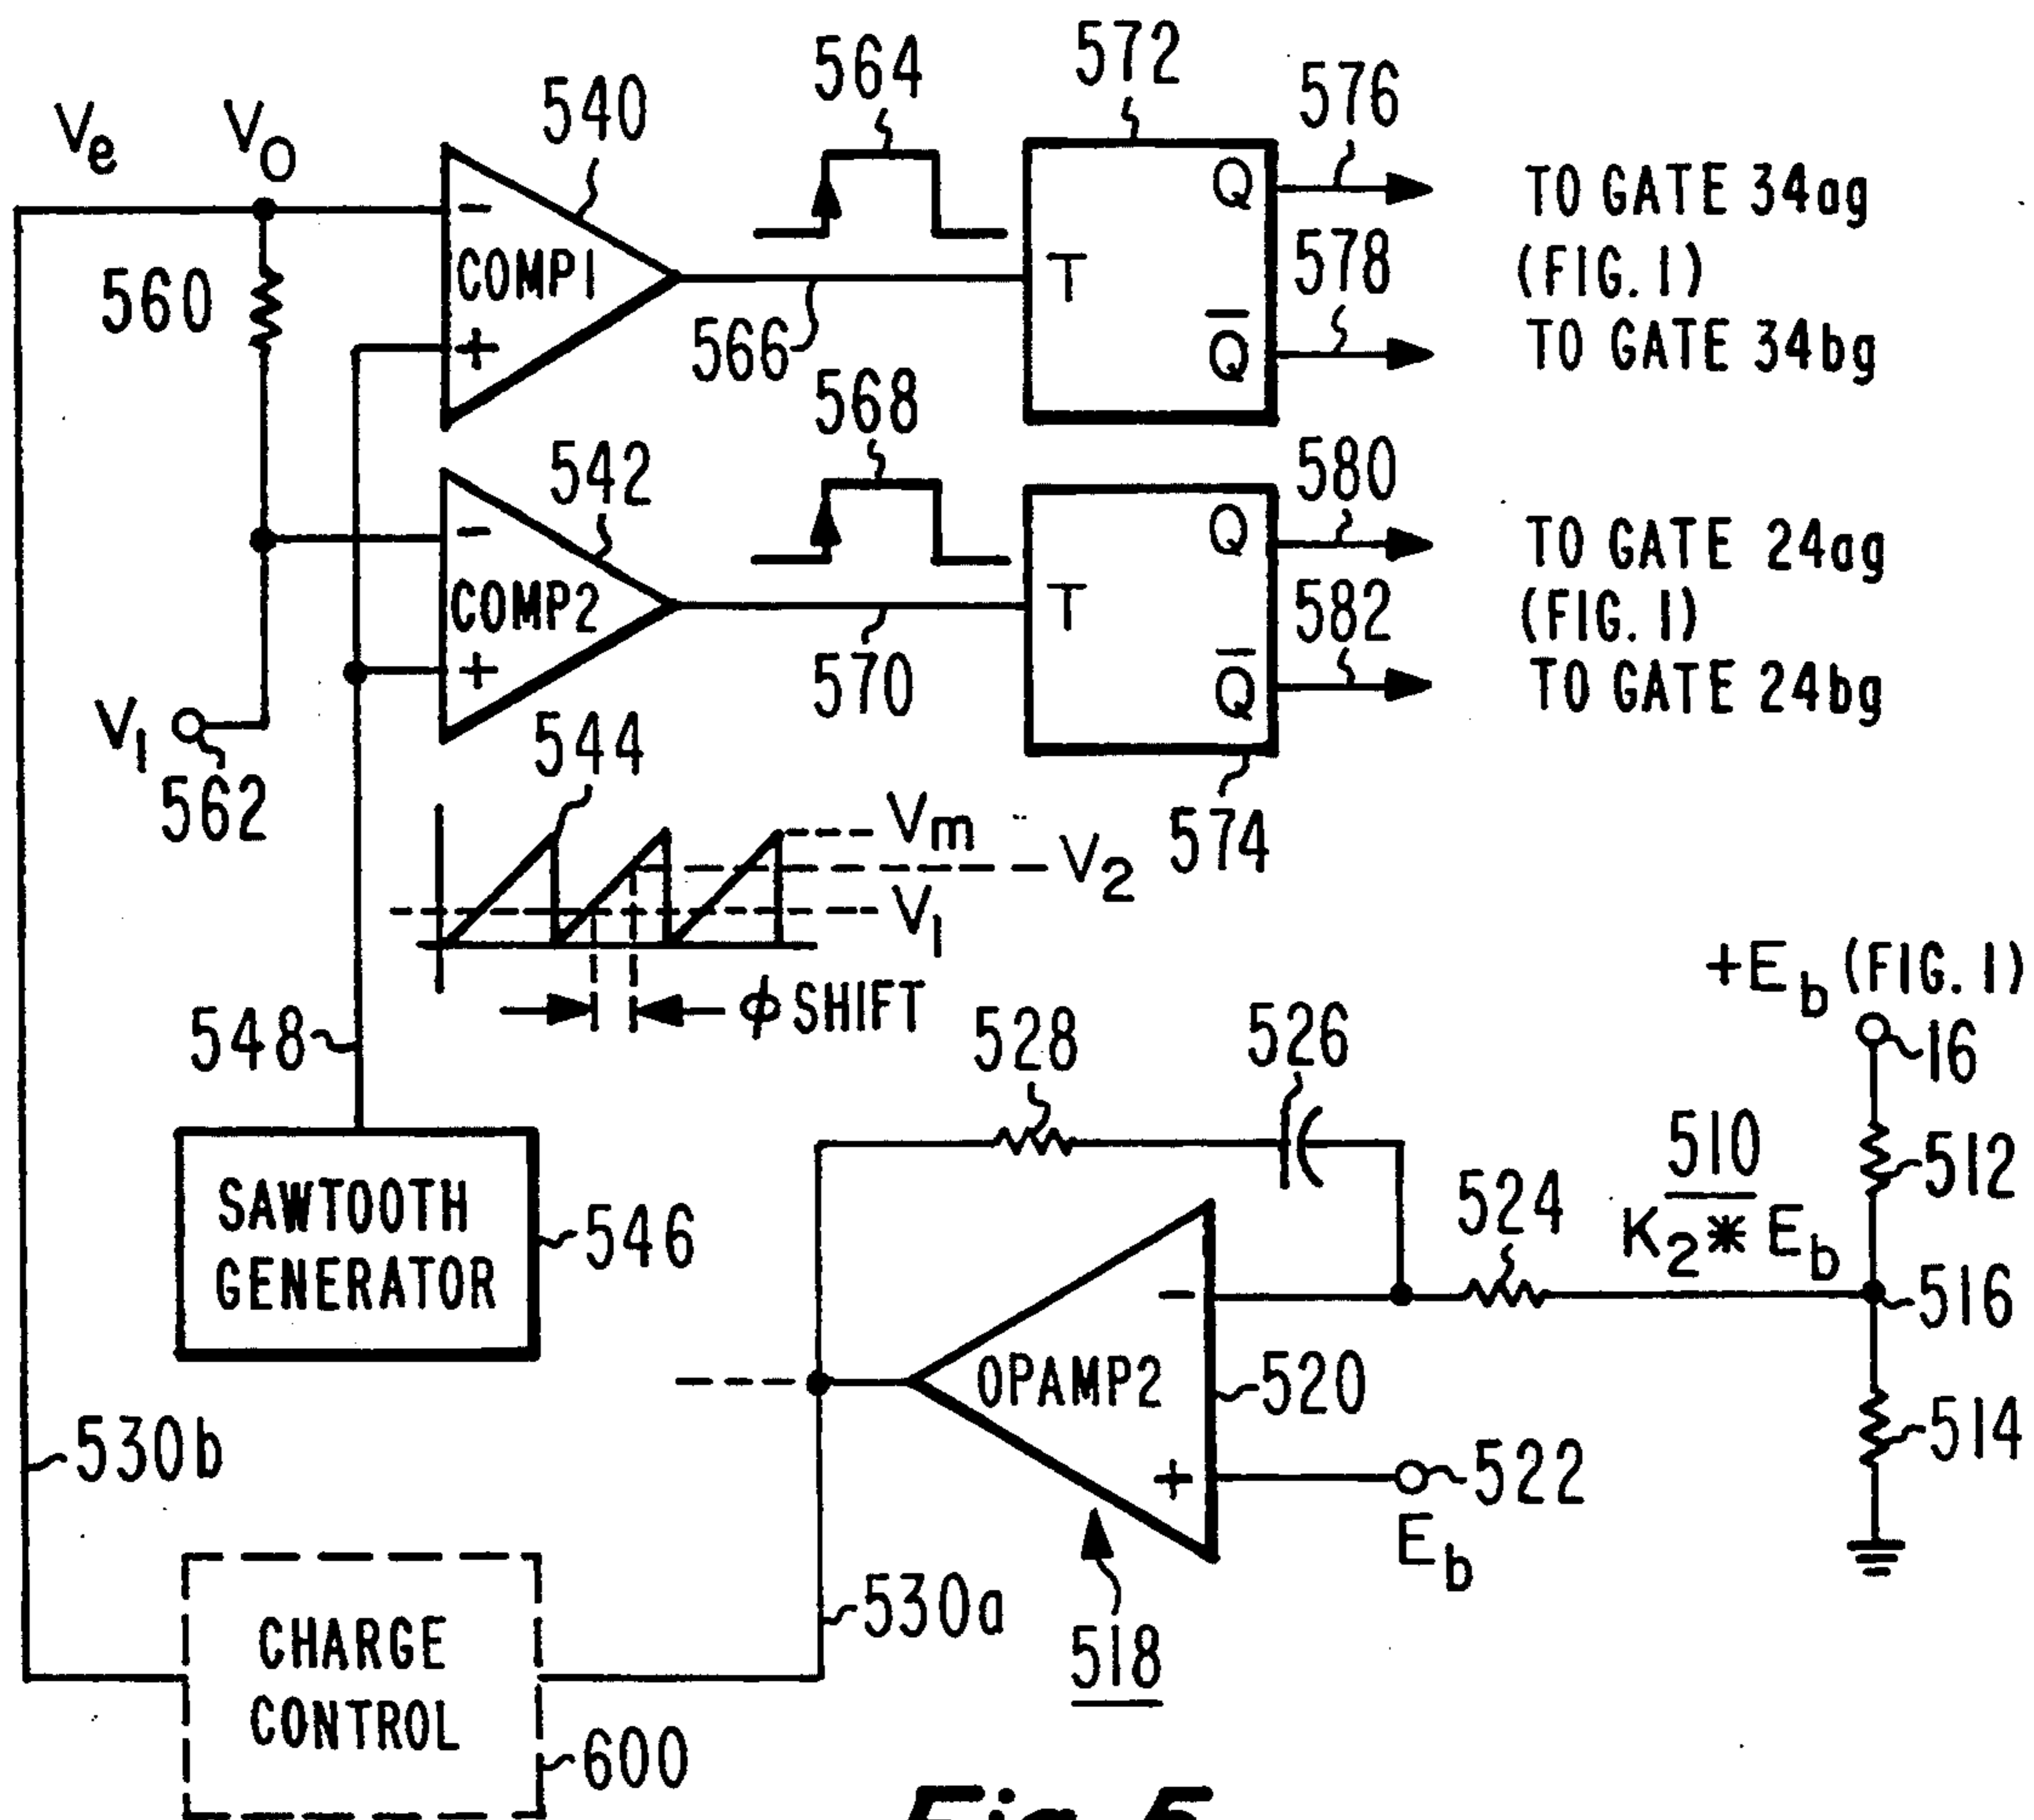 564
572
576
Ve
VO
540
Q
TO GATE 34ag
-
COMP1
560
T
578
(FIG. 1)
+
566
Q̅
TO GATE 34bg
568
542
580
-
Q
TO GATE 24ag
COMP2
T
582
(FIG. 1)
+
570
Q̅
TO GATE 24bg
V1
544
562
574
Vm
V2
V1
+Eb (FIG. 1)
548
ϕ SHIFT
528
526
16
510
512
SAWTOOTH
GENERATOR
546
524
K2* Eb
-
516
OPAMP2
520
514
530b
+
522
Eb
CHARGE
CONTROL
530a
518
600